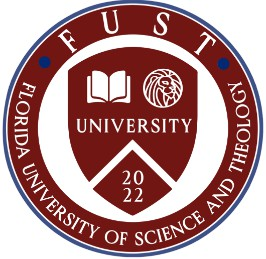 FUST
UNIVERSITY
20
22
FLORIDA UNIVERSITY OF SCIENCE AND THEOLOGY